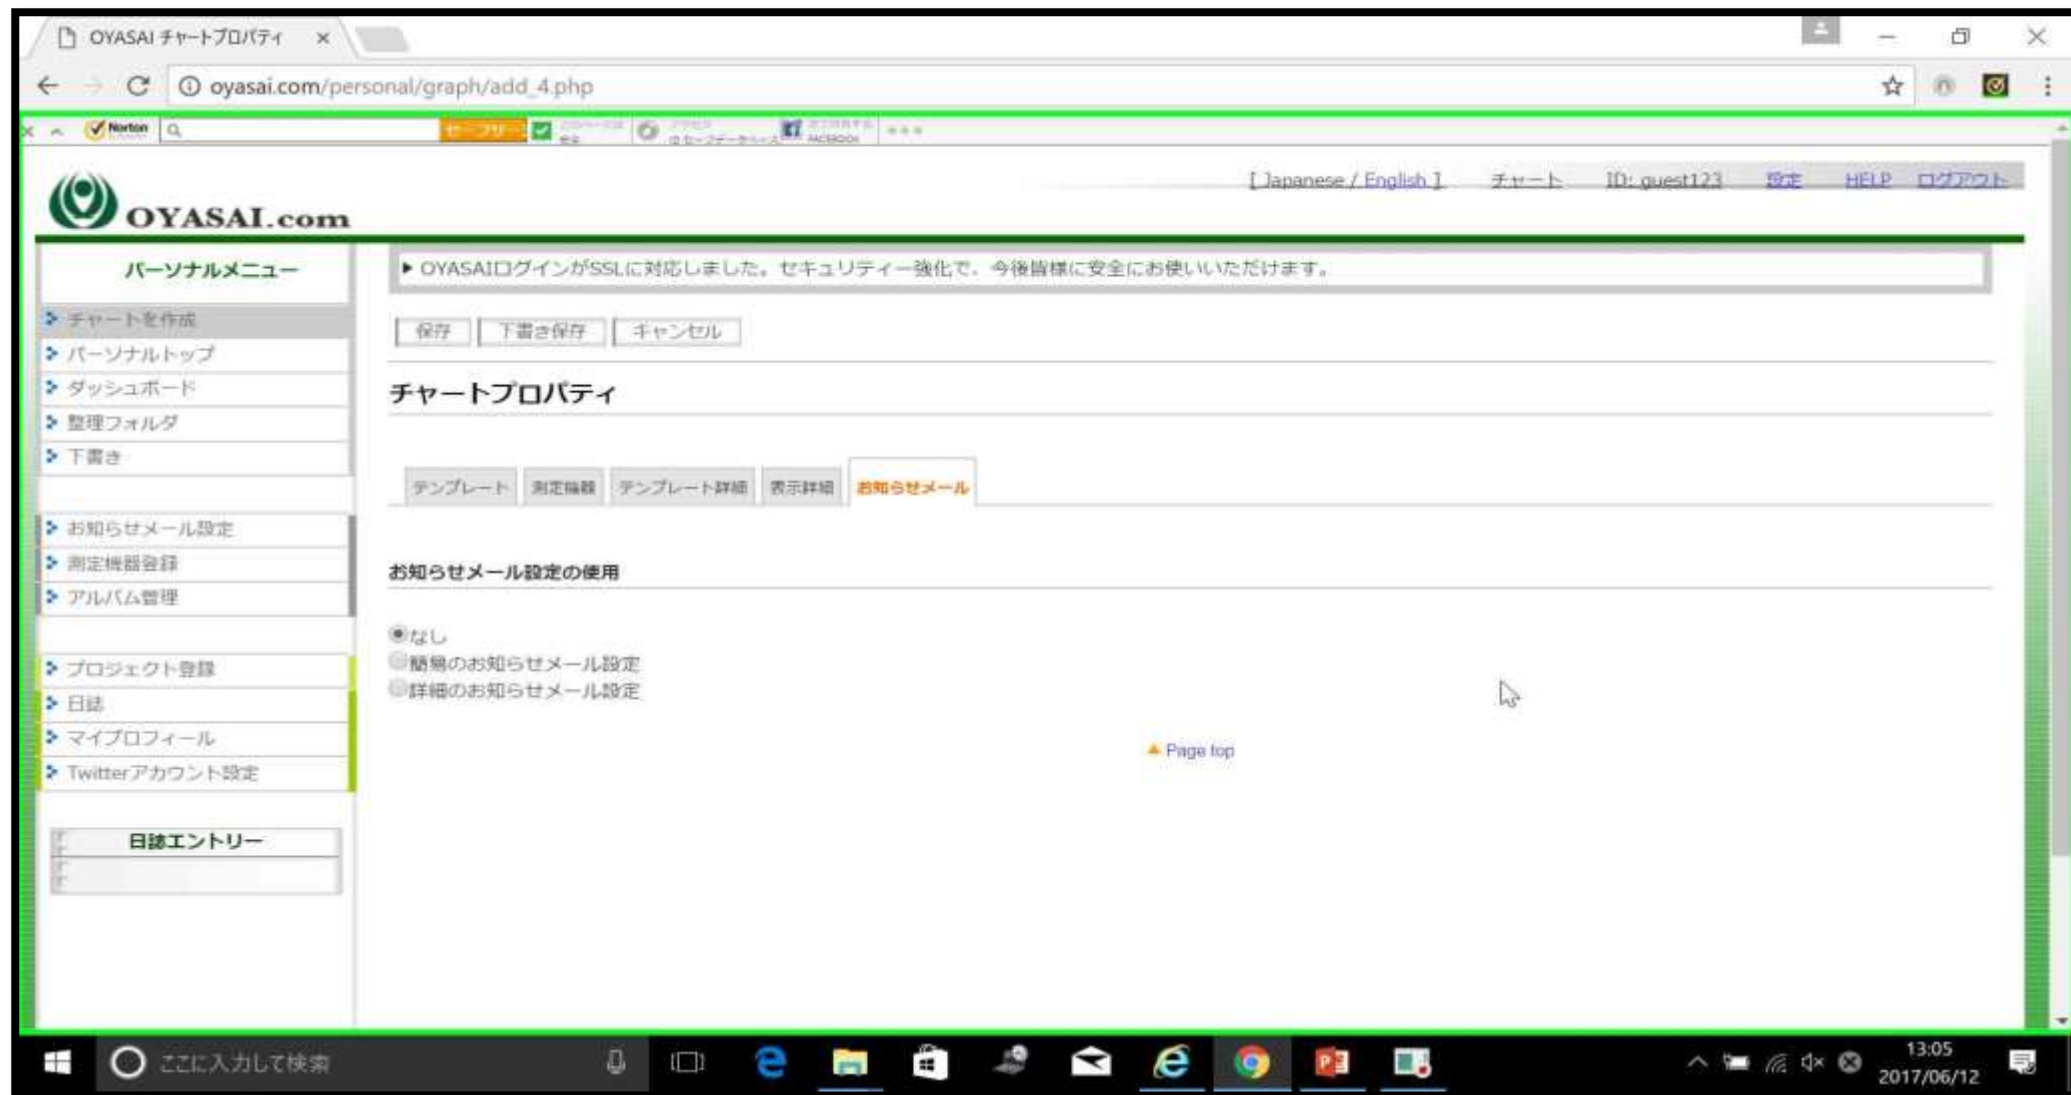 OYASAI チャートプロパティ
oyasai.com/personal/graph/add_4.php
Norton
安全
FACEBOOK
[ Japanese / English ] チャート ID: guest123 設定 HELP ログアウト
OYASAI.com
パーソナルメニュー
チャートを作成
パーソナルトップ
ダッシュボード
整理フォルダ
下書き
お知らせメール設定
測定機器登録
アルバム管理
プロジェクト登録
日誌
マイプロフィール
Twitterアカウント設定
日誌エントリー
OYASAIログインがSSLに対応しました。セキュリティー強化で、今後皆様に安全にお使いいただけます。
保存 下書き保存 キャンセル
チャートプロパティ
テンプレート 測定機器 テンプレート詳細 表示詳細 お知らせメール
お知らせメール設定の使用
なし
簡易のお知らせメール設定
詳細のお知らせメール設定
Page top
ここに入力して検索
13:05
2017/06/12